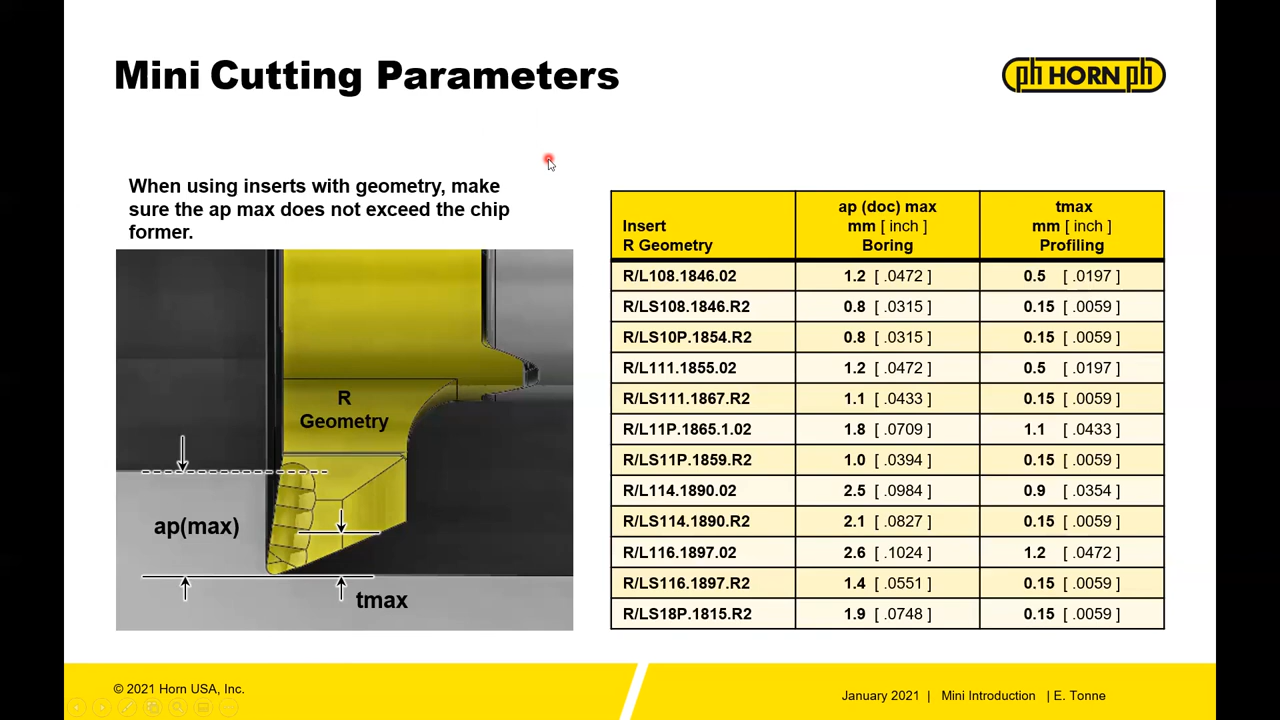 Mini Cutting Parameters
ph HORN ph
When using inserts with geometry, make
sure the ap max does not exceed the chip
former.
R
Geometry
ap(max)
tmax
Insert
R Geometry
ap (doc) max
mm [ inch ]
Boring
tmax
mm [ inch ]
Profiling
R/L108.1846.02 1.2 [ .0472 ] 0.5 [ .0197 ]
R/LS108.1846.R2 0.8 [ .0315 ] 0.15 [ .0059 ]
R/LS10P.1854.R2 0.8 [ .0315 ] 0.15 [ .0059 ]
R/L111.1855.02 1.2 [ .0472 ] 0.5 [ .0197 ]
R/LS111.1867.R2 1.1 [ .0433 ] 0.15 [ .0059 ]
R/L11P.1865.1.02 1.8 [ .0709 ] 1.1 [ .0433 ]
R/LS11P.1859.R2 1.0 [ .0394 ] 0.15 [ .0059 ]
R/L114.1890.02 2.5 [ .0984 ] 0.9 [ .0354 ]
R/LS114.1890.R2 2.1 [ .0827 ] 0.15 [ .0059 ]
R/L116.1897.02 2.6 [ .1024 ] 1.2 [ .0472 ]
R/LS116.1897.R2 1.4 [ .0551 ] 0.15 [ .0059 ]
R/LS18P.1815.R2 1.9 [ .0748 ] 0.15 [ .0059 ]
© 2021 Horn USA, Inc.
January 2021 | Mini Introduction | E. Tonne